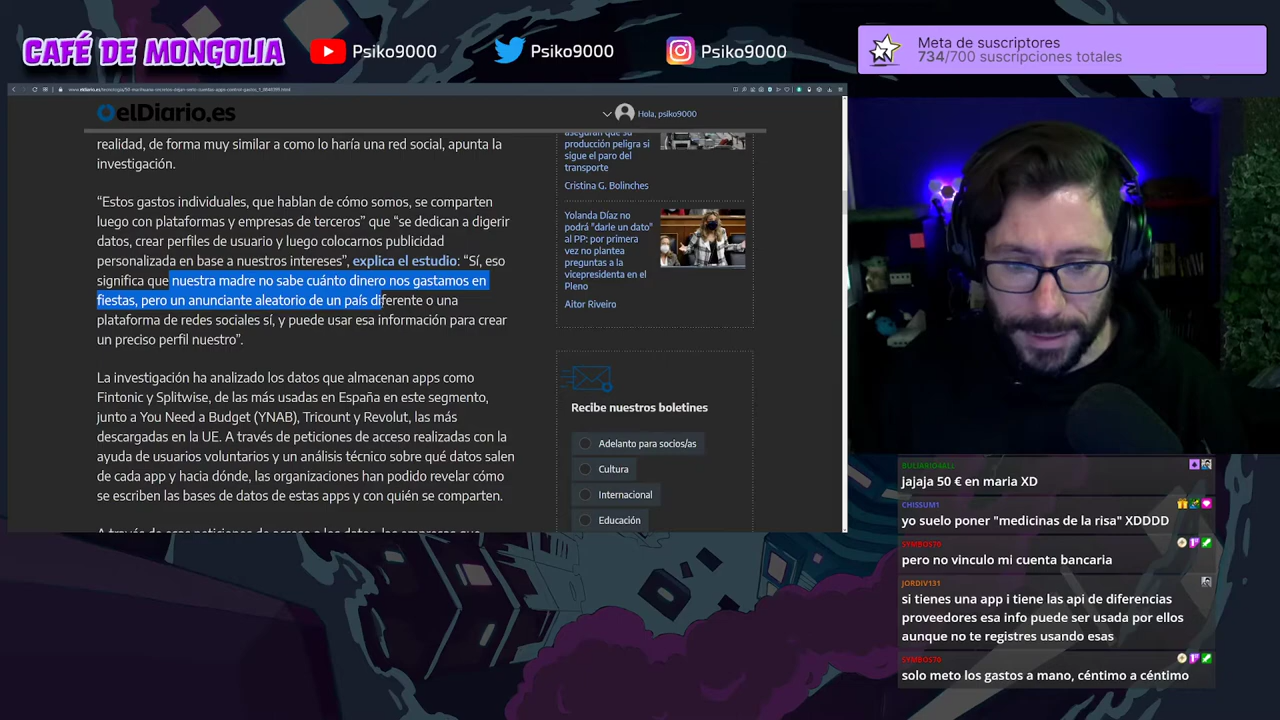 CAFÉ DE MONGOLIA
Psiko9000
Psiko9000
Psiko9000
Meta de suscriptores
734/700 suscripciones totales
elDiario.es
Hola, psiko9000
realidad, de forma muy similar a como lo haría una red social, apunta la
investigación.
“Estos gastos individuales, que hablan de cómo somos, se comparten
luego con plataformas y empresas de terceros” que “se dedican a digerir
datos, crear perfiles de usuario y luego colocarnos publicidad
personalizada en base a nuestros intereses”, explica el estudio: “Sí, eso
significa que nuestra madre no sabe cuánto dinero nos gastamos en
fiestas, pero un anunciante aleatorio de un país diferente o una
plataforma de redes sociales sí, y puede usar esa información para crear
un preciso perfil nuestro”.
La investigación ha analizado los datos que almacenan apps como
Fintonic y Splitwise, de las más usadas en España en este segmento,
junto a You Need a Budget (YNAB), Tricount y Revolut, las más
descargadas en la UE. A través de peticiones de acceso realizadas con la
ayuda de usuarios voluntarios y un análisis técnico sobre qué datos salen
de cada app y hacia dónde, las organizaciones han podido revelar cómo
se escriben las bases de datos de estas apps y con quién se comparten.
aseguran que su
producción peligra si
sigue el paro del
transporte
Cristina G. Bolinches
Yolanda Díaz no
podrá "darle un dato"
al PP: por primera
vez no plantea
preguntas a la
vicepresidenta en el
Pleno
Aitor Riveiro
Recibe nuestros boletines
Adelanto para socios/as
Cultura
Internacional
Educación
jajaja 50 € en maria XD
CHISSUM1
yo suelo poner "medicinas de la risa" XDDDD
SYMBOS70
pero no vinculo mi cuenta bancaria
JORDIV131
si tienes una app i tiene las api de diferencias
proveedores esa info puede ser usada por ellos
aunque no te registres usando esas
SYMBOS70
solo meto los gastos a mano, céntimo a céntimo